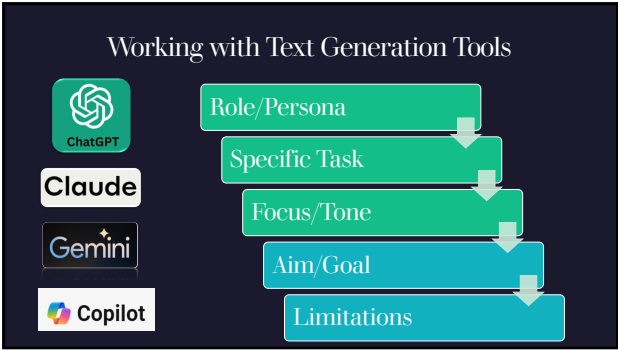 Working with Text Generation Tools
ChatGPT
Claude
Gemini
Copilot
Role/Persona
Specific Task
Focus/Tone
Aim/Goal
Limitations